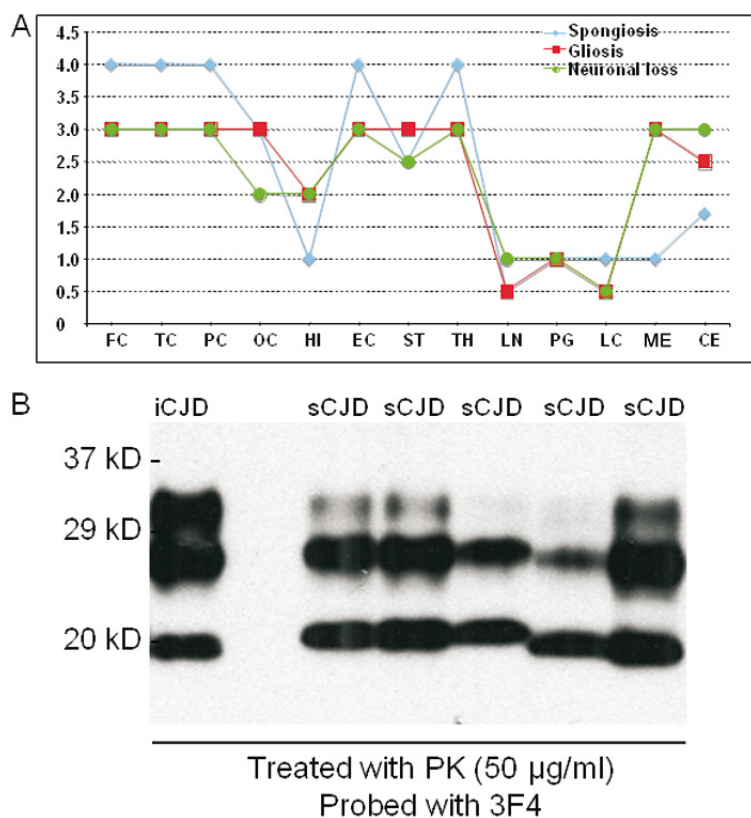 A
4.5
4.0
3.5
3.0
2.5
2.0
1.5
1.0
0.5
0
Spongiosis
Gliosis
Neuronal loss
FC TC PC OC HI EC ST TH LN PG LC ME CE
B
iCJD sCJD sCJD sCJD sCJD sCJD
37 kD
29 kD
20 kD
Treated with PK (50 µg/ml)
Probed with 3F4